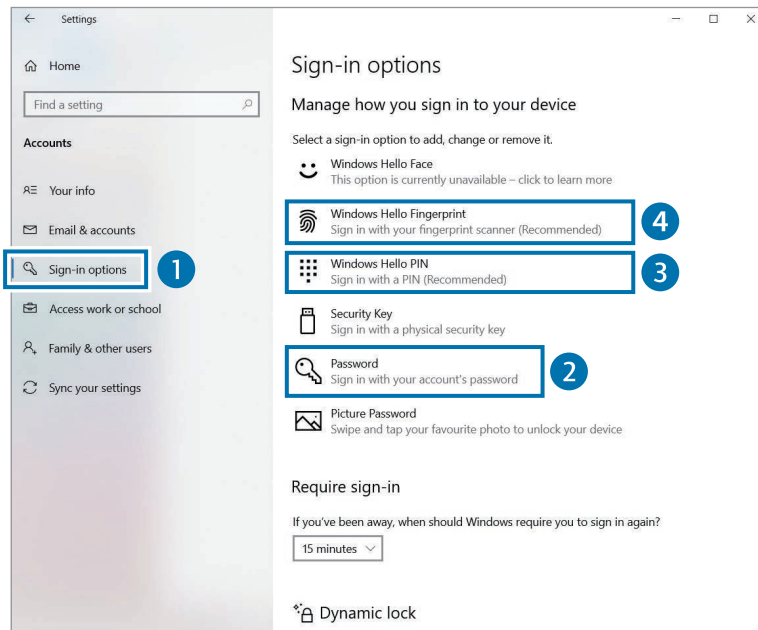 Settings
Home
Find a setting
Accounts
Your info
Email & accounts
Sign-in options
1
Access work or school
Family & other users
Sync your settings
Sign-in options
Manage how you sign in to your device
Select a sign-in option to add, change or remove it.
Windows Hello Face
This option is currently unavailable – click to learn more
Windows Hello Fingerprint
Sign in with your fingerprint scanner (Recommended)
4
Windows Hello PIN
Sign in with a PIN (Recommended)
3
Security Key
Sign in with a physical security key
Password
Sign in with your account's password
2
Picture Password
Swipe and tap your favourite photo to unlock your device
Require sign-in
If you've been away, when should Windows require you to sign in again?
15 minutes
Dynamic lock